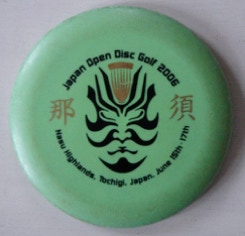 Japan Open Disc Golf 2006
那 須
Nasu Highlands, Tochigi, Japan, June 15th-17th